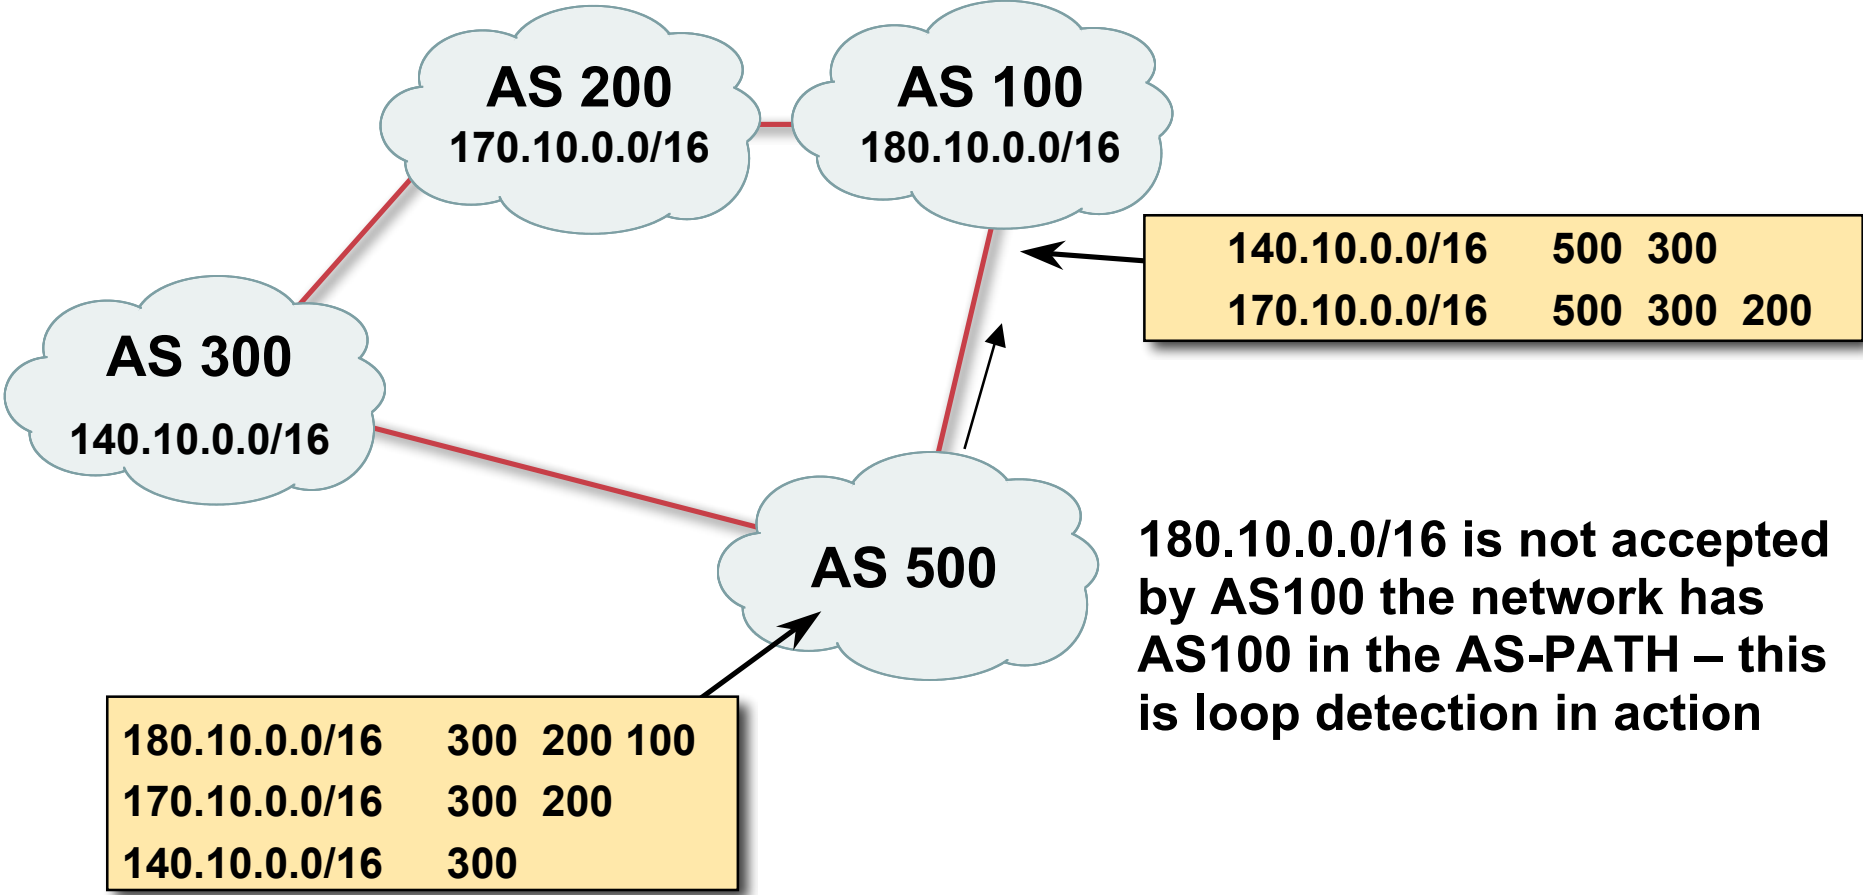 AS 200
170.10.0.0/16
AS 100
180.10.0.0/16
140.10.0.0/16 500 300
170.10.0.0/16 500 300 200
AS 300
140.10.0.0/16
AS 500
180.10.0.0/16 is not accepted
by AS100 the network has
AS100 in the AS-PATH – this
is loop detection in action
180.10.0.0/16 300 200 100
170.10.0.0/16 300 200
140.10.0.0/16 300